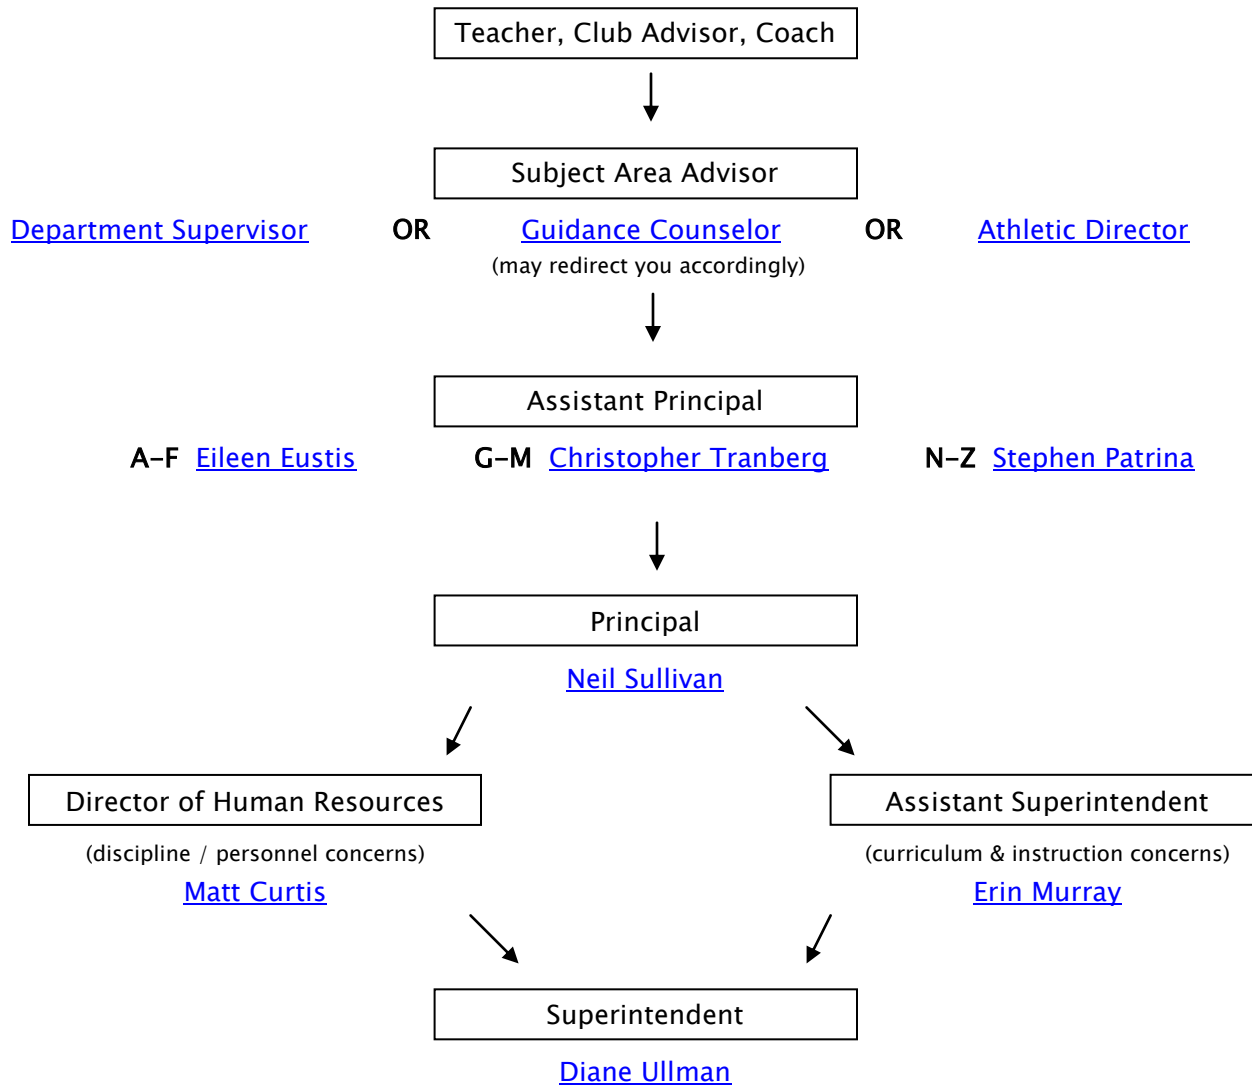 Teacher, Club Advisor, Coach
Subject Area Advisor
Department Supervisor OR Guidance Counselor OR Athletic Director
(may redirect you accordingly)
Assistant Principal
A–F Eileen Eustis G–M Christopher Tranberg N–Z Stephen Patrina
Principal
Neil Sullivan
Director of Human Resources Assistant Superintendent
(discipline / personnel concerns) (curriculum & instruction concerns)
Matt Curtis Erin Murray
Superintendent
Diane Ullman